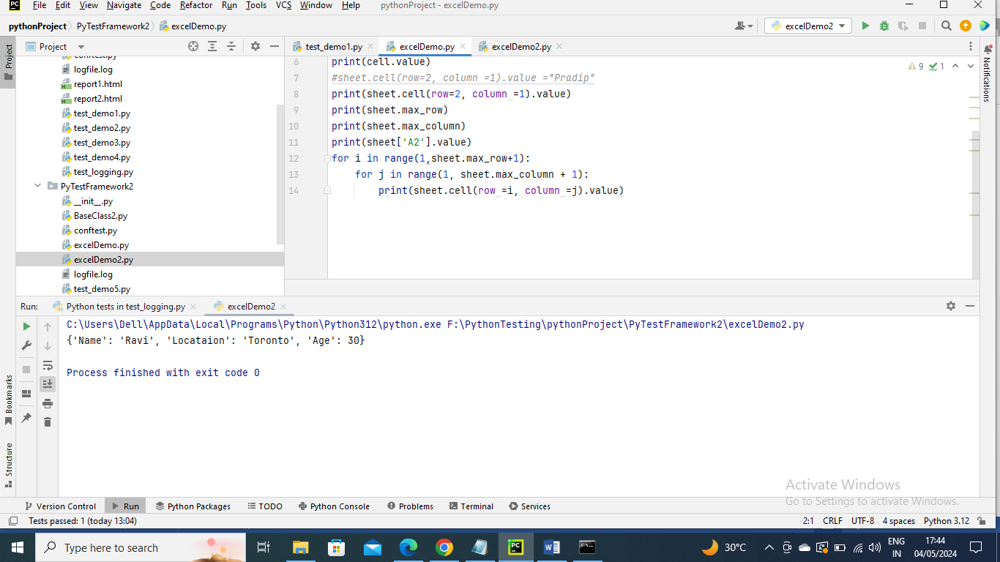 PC File Edit View Navigate Code Refactor Run Tools VCS Window Help pythonProject - excelDemo.py
pythonProject PyTestFramework2 excelDemo.py excelDemo2
Project
Project
test_demo1.py excelDemo.py excelDemo2.py
Notifications
conftest.py
logfile.log
report1.html
report2.html
test_demo1.py
test_demo2.py
test_demo3.py
test_demo4.py
test_logging.py
PyTestFramework2
__init__.py
BaseClass2.py
conftest.py
excelDemo.py
excelDemo2.py
logfile.log
test_demo5.py
9 1
6 print(cell.value)
7 #sheet.cell(row=2, column =1).value ="Pradip"
8 print(sheet.cell(row=2, column =1).value)
9 print(sheet.max_row)
10 print(sheet.max_column)
11 print(sheet['A2'].value)
12 for i in range(1,sheet.max_row+1):
13 for j in range(1, sheet.max_column + 1):
14 print(sheet.cell(row =i, column =j).value)
Run: Python tests in test_logging.py excelDemo2
C:\Users\Dell\AppData\Local\Programs\Python\Python312\python.exe F:\PythonTesting\pythonProject\PyTestFramework2\excelDemo2.py
{'Name': 'Ravi', 'Locataion': 'Toronto', 'Age': 30}
Process finished with exit code 0
Bookmarks
Structure
Activate Windows
Go to Settings to activate Windows.
Version Control Run Python Packages TODO Python Console Problems Terminal Services
Tests passed: 1 (today 13:04) 2:1 CRLF UTF-8 4 spaces Python 3.12
Type here to search PC W 30°C ENG IN 17:44 04/05/2024